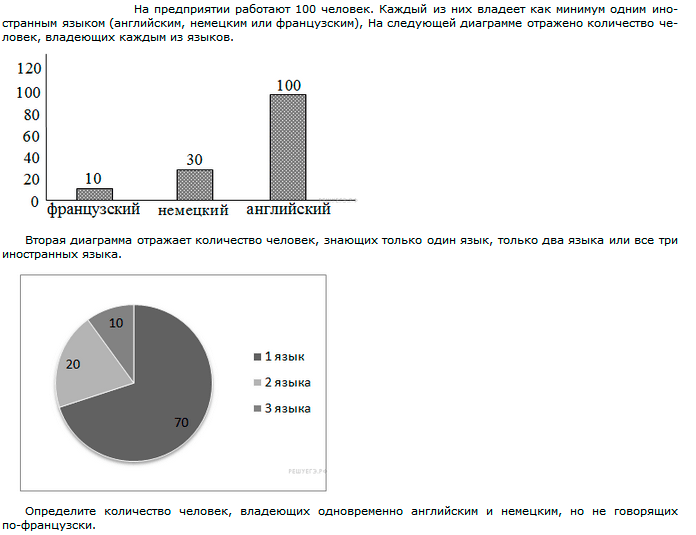 На предприятии работают 100 человек. Каждый из них владеет как минимум одним ино-
странным языком (английским, немецким или французским), На следующей диаграмме отражено количество че-
ловек, владеющих каждым из языков.
120
100
80
60
40
20
0
10
30
100
французский немецкий английский
Вторая диаграмма отражает количество человек, знающих только один язык, только два языка или все три
иностранных языка.
10
20
70
1 язык
2 языка
3 языка
РЕШУЕГЭ.РФ
Определите количество человек, владеющих одновременно английским и немецким, но не говорящих
по-французски.